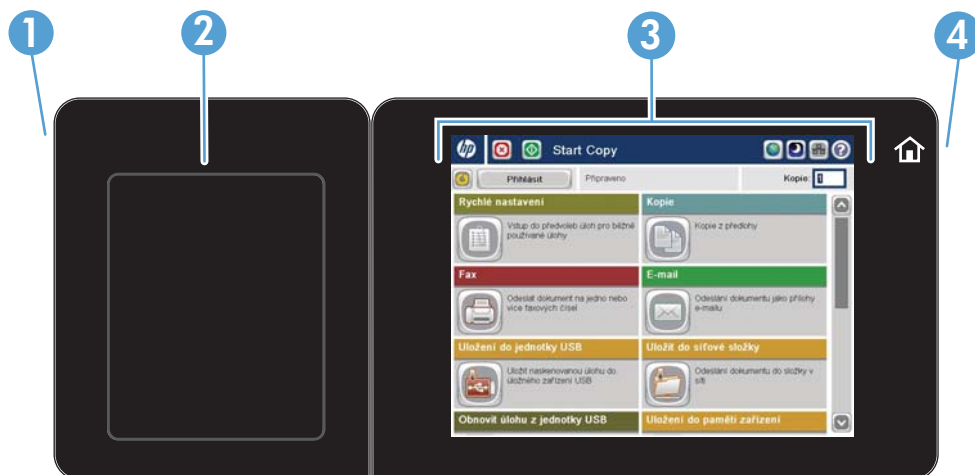 1
2
3
4
hp
Start Copy
?
Přihlásit
Připraveno
Kopie:
1
Rychlé nastavení
Kopie
Vstup do předvoleb úloh pro běžně
používané úlohy
Kopie z předlohy
Fax
E-mail
Odeslat dokument na jedno nebo
více faxových čísel
Odeslání dokumentu jako přílohy
e-mailu
Uložení do jednotky USB
Uložit do síťové složky
Uložit naskenovanou úlohu do
úložného zařízení USB
Odeslání dokumentu do složky v
síti
Obnovit úlohu z jednotky USB
Uložení do paměti zařízení